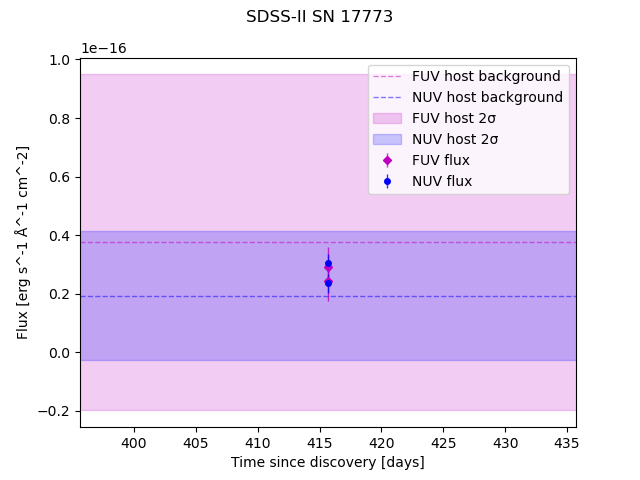 SDSS-II SN 17773
1e−16
1.0
0.8
0.6
0.4
0.2
0.0
−0.2
Flux [erg s^-1 Å^-1 cm^-2]
FUV host background
NUV host background
FUV host 2σ
NUV host 2σ
FUV flux
NUV flux
400 405 410 415 420 425 430 435
Time since discovery [days]